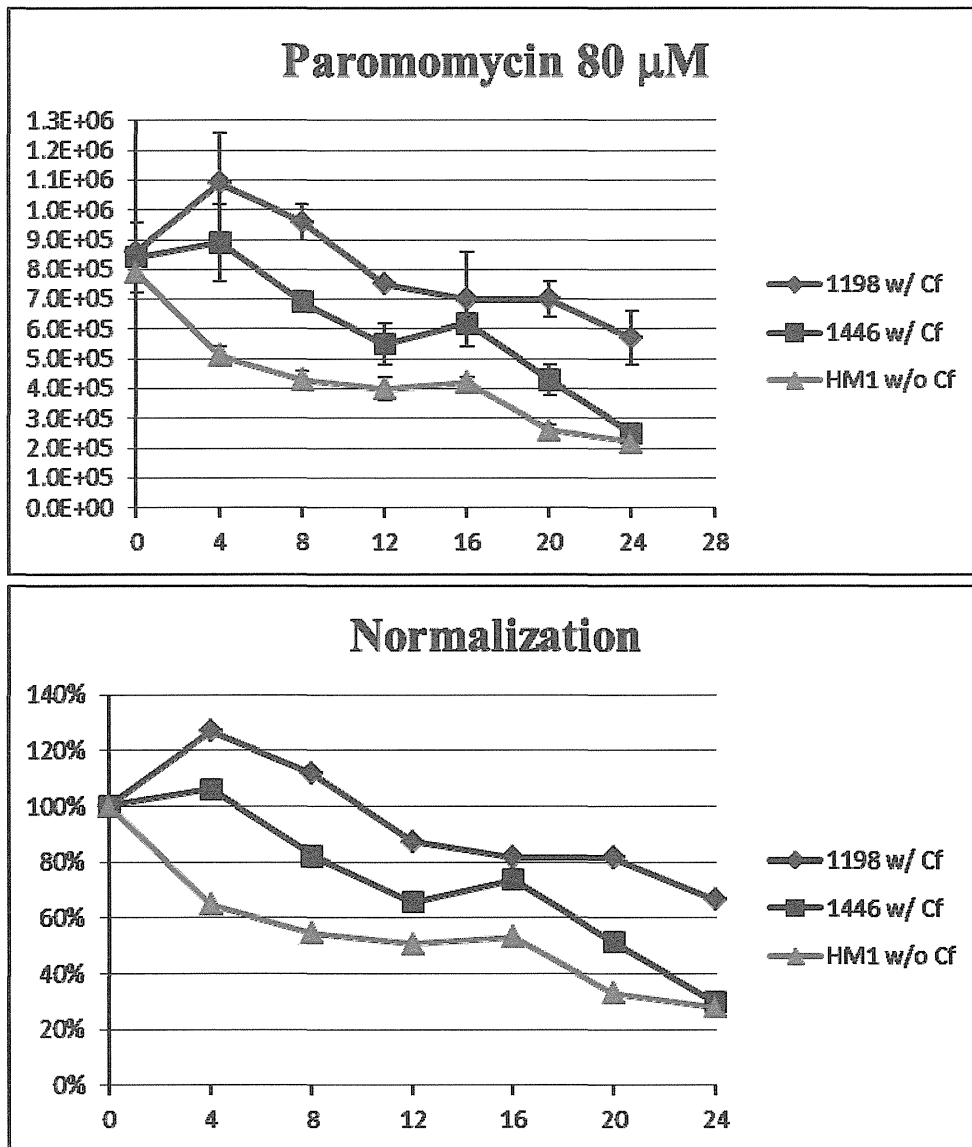 Paromomycin 80 μM
1.3E+06
1.2E+06
1.1E+06
1.0E+06
9.0E+05
8.0E+05
7.0E+05
6.0E+05
5.0E+05
4.0E+05
3.0E+05
2.0E+05
1.0E+05
0.0E+00
0 4 8 12 16 20 24 28
1198 w/ Cf
1446 w/ Cf
HM1 w/o Cf
Normalization
140%
120%
100%
80%
60%
40%
20%
0%
0 4 8 12 16 20 24
1198 w/ Cf
1446 w/ Cf
HM1 w/o Cf